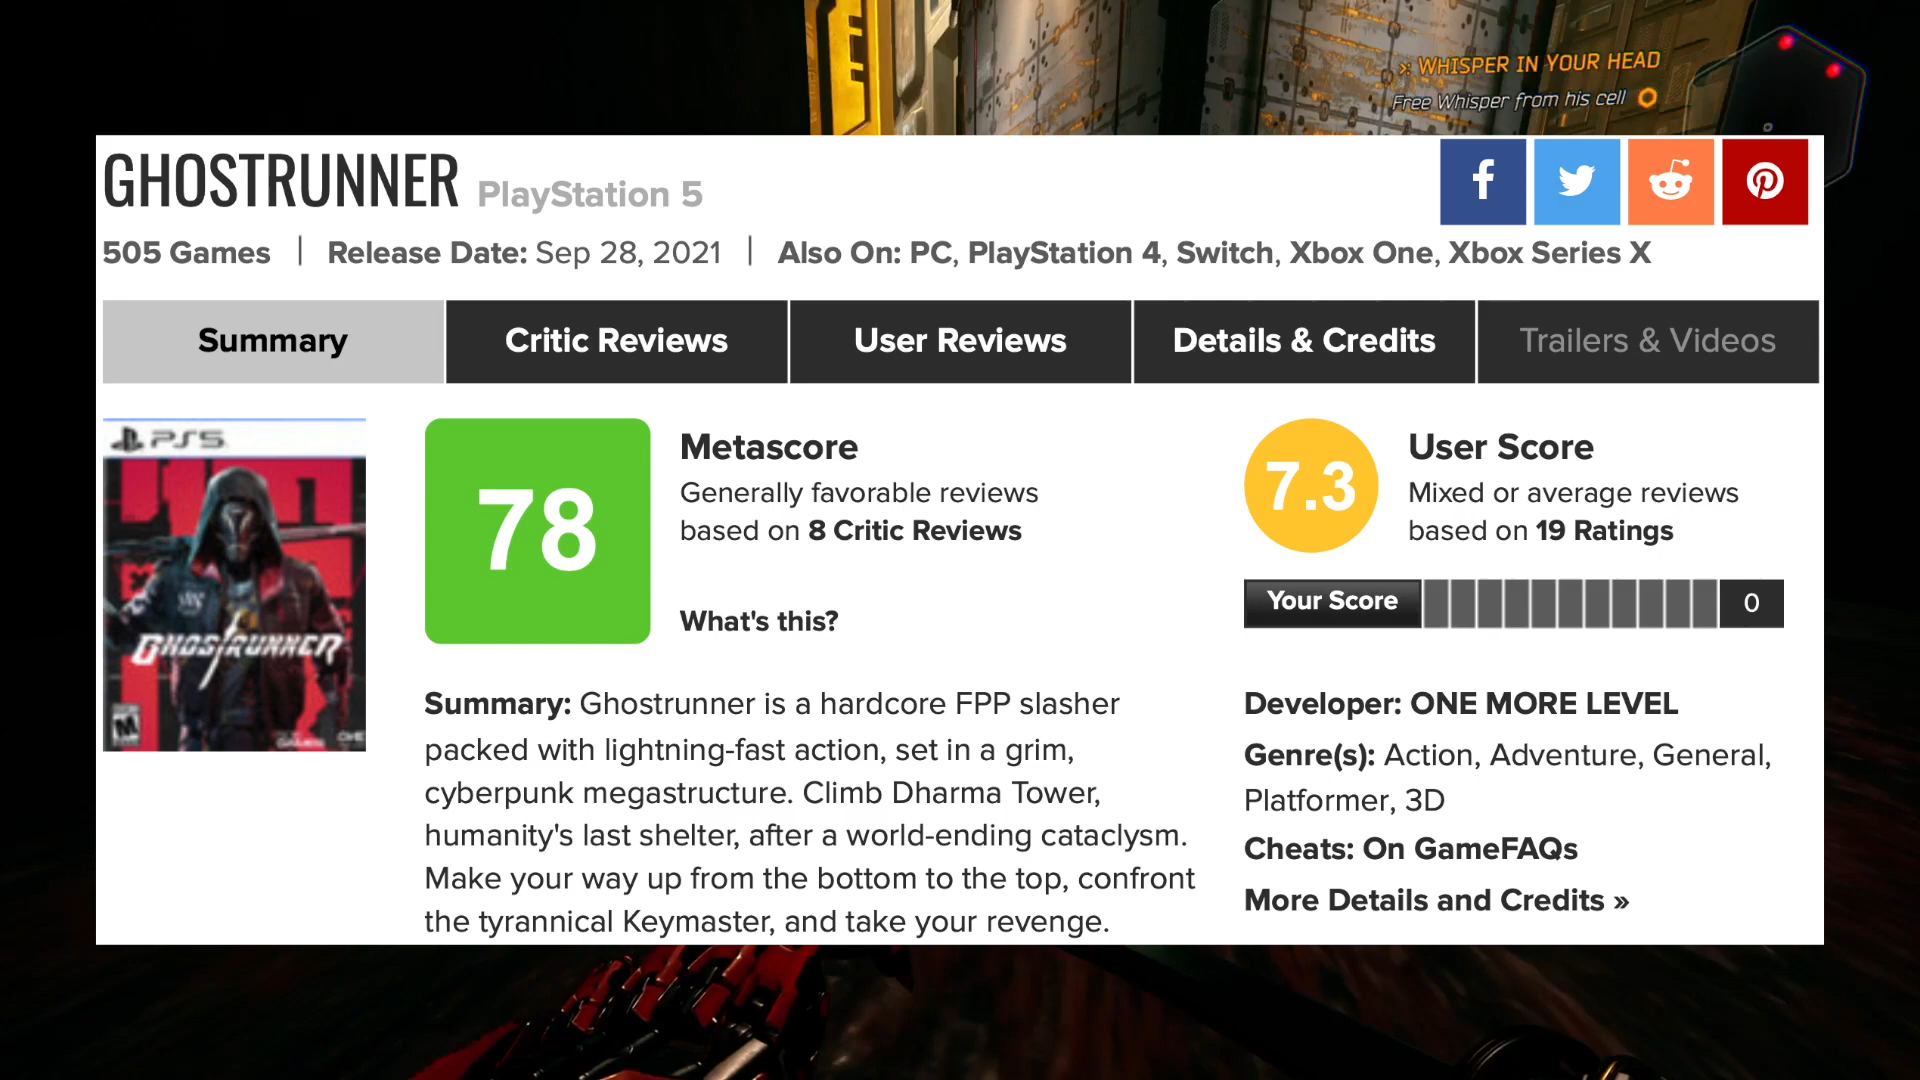 » WHISPER IN YOUR HEAD
Free Whisper from his cell
GHOSTRUNNER PlayStation 5
505 Games | Release Date: Sep 28, 2021 | Also On: PC, PlayStation 4, Switch, Xbox One, Xbox Series X
Summary Critic Reviews User Reviews Details & Credits Trailers & Videos
PS5
GHOSTRUNNER
M
78
Metascore
Generally favorable reviews
based on 8 Critic Reviews
What's this?
7.3
User Score
Mixed or average reviews
based on 19 Ratings
Your Score 0
Summary: Ghostrunner is a hardcore FPP slasher
packed with lightning-fast action, set in a grim,
cyberpunk megastructure. Climb Dharma Tower,
humanity's last shelter, after a world-ending cataclysm.
Make your way up from the bottom to the top, confront
the tyrannical Keymaster, and take your revenge.
Developer: ONE MORE LEVEL
Genre(s): Action, Adventure, General,
Platformer, 3D
Cheats: On GameFAQs
More Details and Credits »